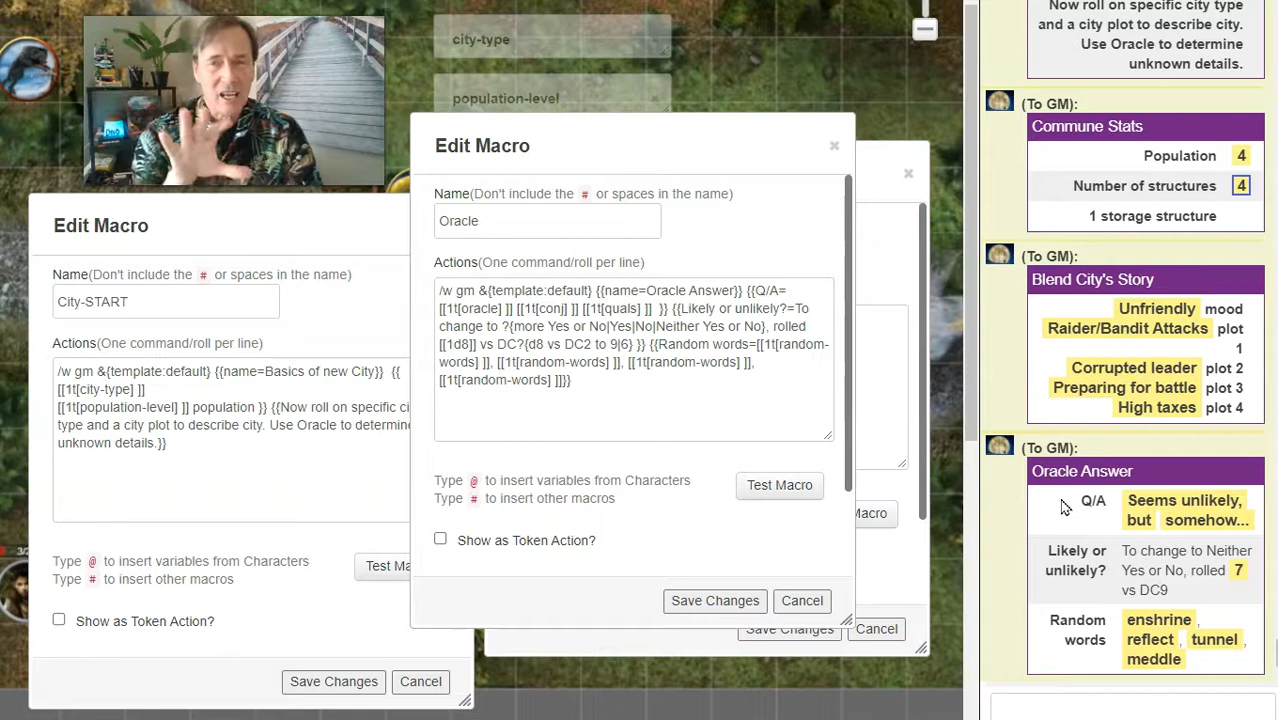 city-type
population-level
Edit Macro
Name(Don't include the # or spaces in the name)
City-START
Actions(One command/roll per line)
/w gm &{template:default} {{name=Basics of new City}} {{
[[1t[city-type] ]]
[[1t[population-level] ]] population }} {{Now roll on specific
type and a city plot to describe city. Use Oracle to determine
unknown details.}}
Type @ to insert variables from Characters
Type # to insert other macros
Test
Show as Token Action?
Save Changes
Cancel
Edit Macro
Name(Don't include the # or spaces in the name)
Oracle
Actions(One command/roll per line)
/w gm &{template:default} {{name=Oracle Answer}} {{Q/A=
[[1t[oracle] ]] [[1t[conj] ]] [[1t[quals] ]] }} {{Likely or unlikely?=To
change to ?{more Yes or No|Yes|No|Neither Yes or No}, rolled
[[1d8]] vs DC?{d8 vs DC2 to 9|6} }} {{Random words=[[1t[random-
words] ]], [[1t[random-words] ]], [[1t[random-words] ]],
[[1t[random-words] ]]}}
Type @ to insert variables from Characters
Type # to insert other macros
Test Macro
Show as Token Action?
Save Changes
Cancel
Save Changes
Cancel
Now roll on specific city type
and a city plot to describe city.
Use Oracle to determine
unknown details.
(To GM):
Commune Stats
Population 4
Number of structures 4
1 storage structure
(To GM):
Blend City's Story
Unfriendly mood
Raider/Bandit Attacks plot
1
Corrupted leader plot 2
Preparing for battle plot 3
High taxes plot 4
(To GM):
Oracle Answer
Q/A Seems unlikely,
but somehow...
Likely or To change to Neither
unlikely? Yes or No, rolled 7
vs DC9
Random enshrine ,
words reflect , tunnel ,
meddle